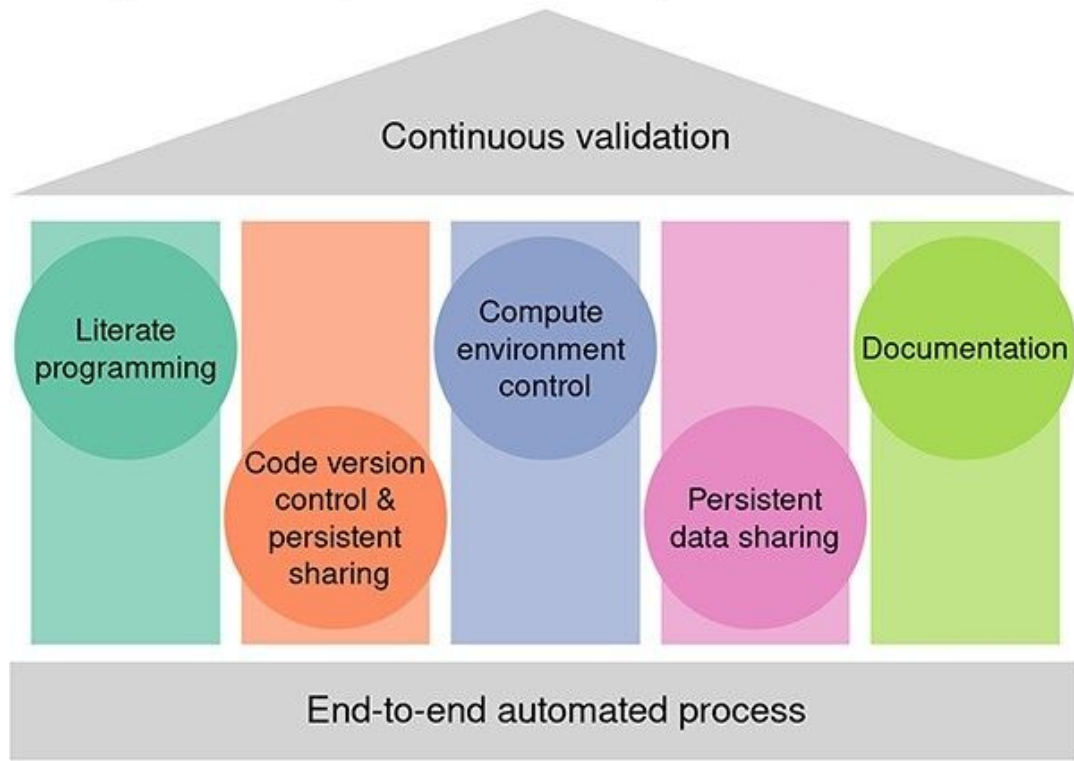 Continuous validation
Literate
programming
Code version
control &
persistent
sharing
Compute
environment
control
Persistent
data sharing
Documentation
End-to-end automated process